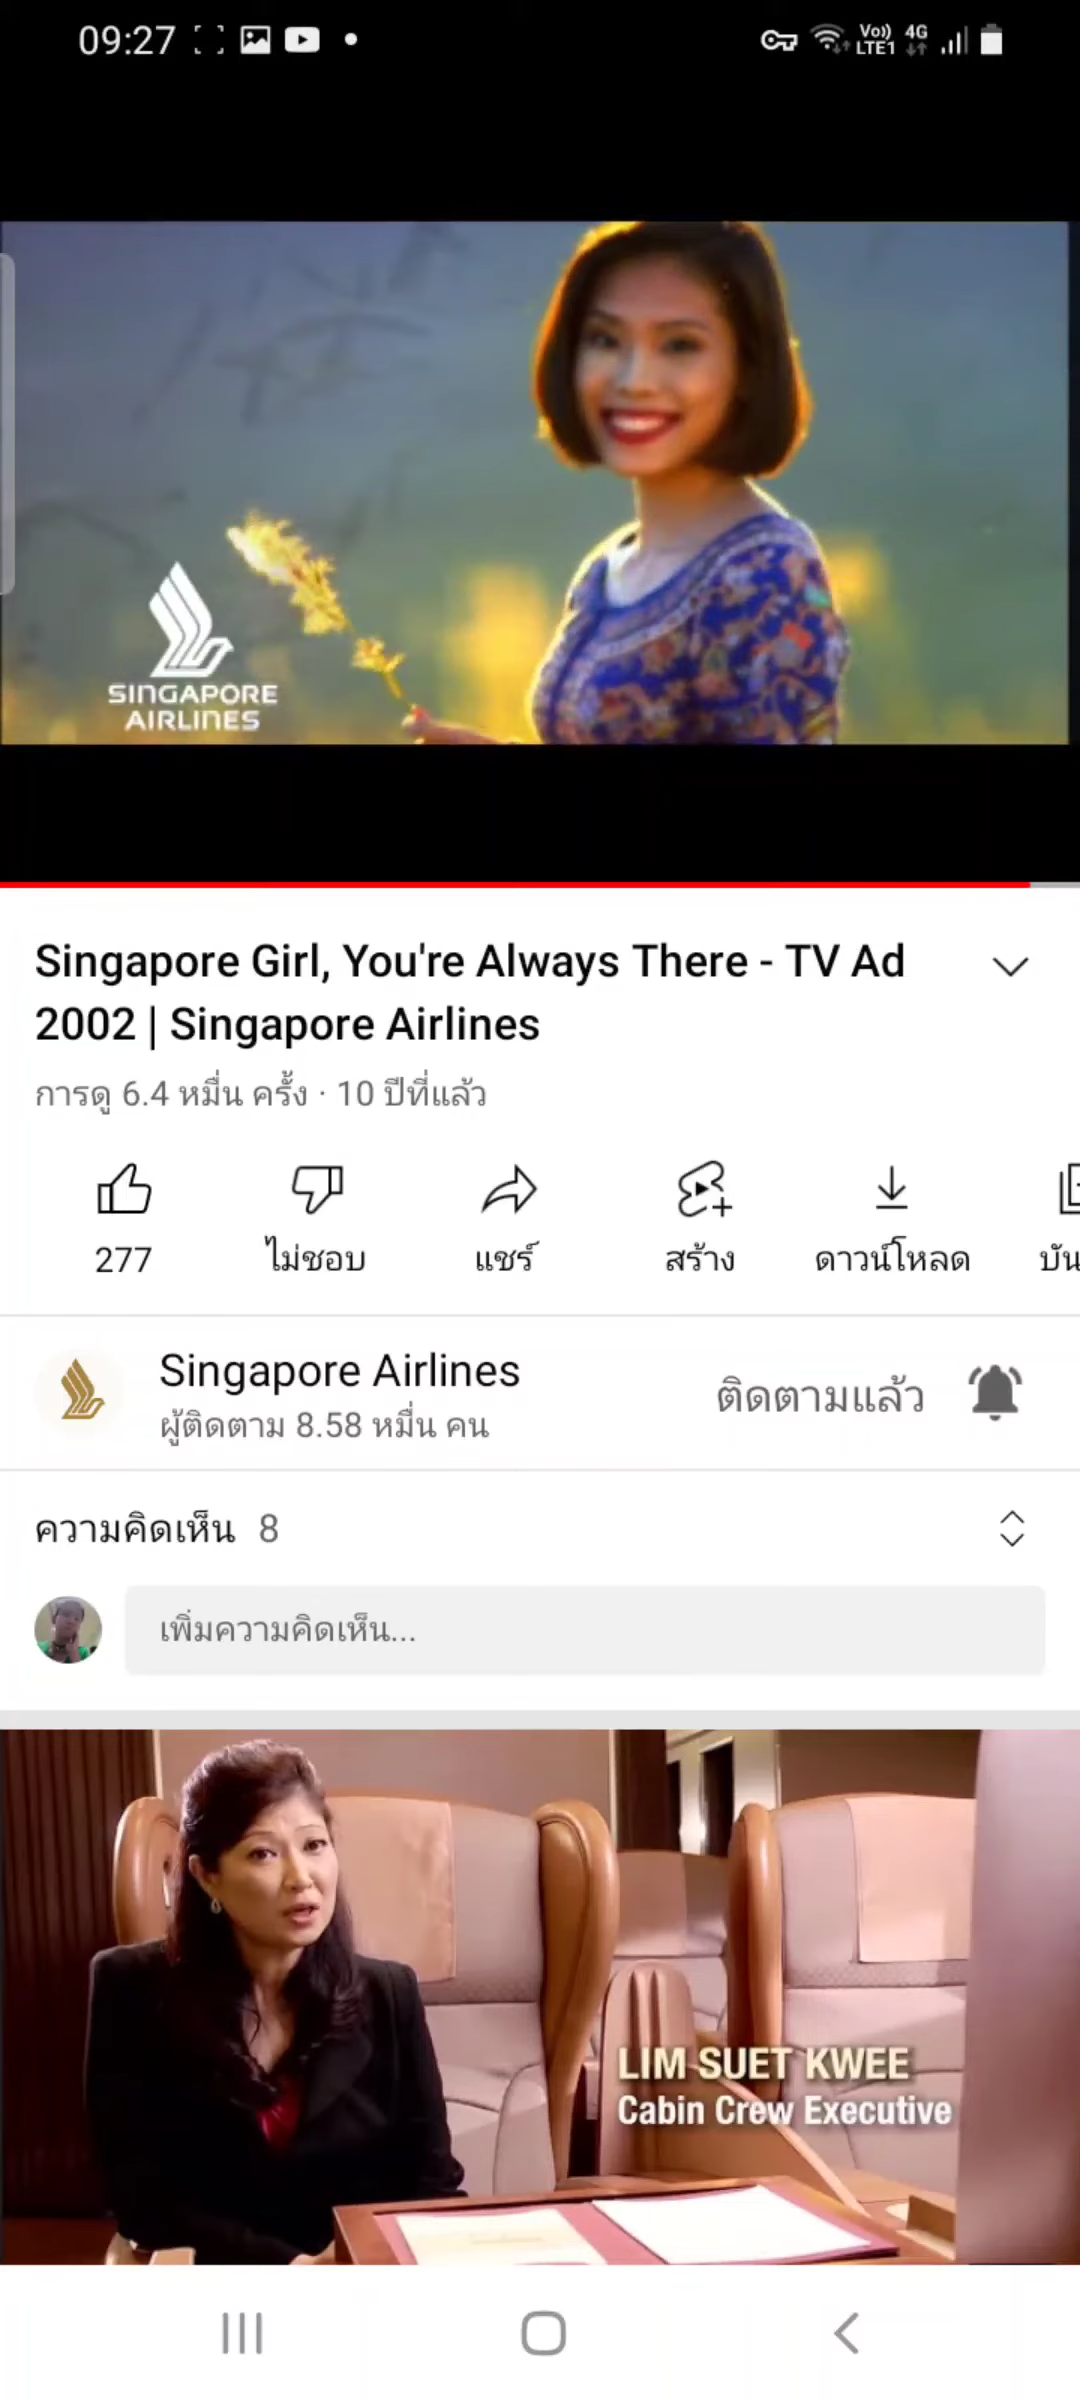 09:27
Vo))
LTE1
4G
SINGAPORE
AIRLINES
Singapore Girl, You're Always There - TV Ad
2002 | Singapore Airlines
การดู 6.4 หมื่น ครั้ง · 10 ปีที่แล้ว
277
ไม่ชอบ
แชร์
สร้าง
ดาวน์โหลด
บัน
Singapore Airlines
ผู้ติดตาม 8.58 หมื่น คน
ติดตามแล้ว
ความคิดเห็น 8
เพิ่มความคิดเห็น...
LIM SUET KWEE
Cabin Crew Executive